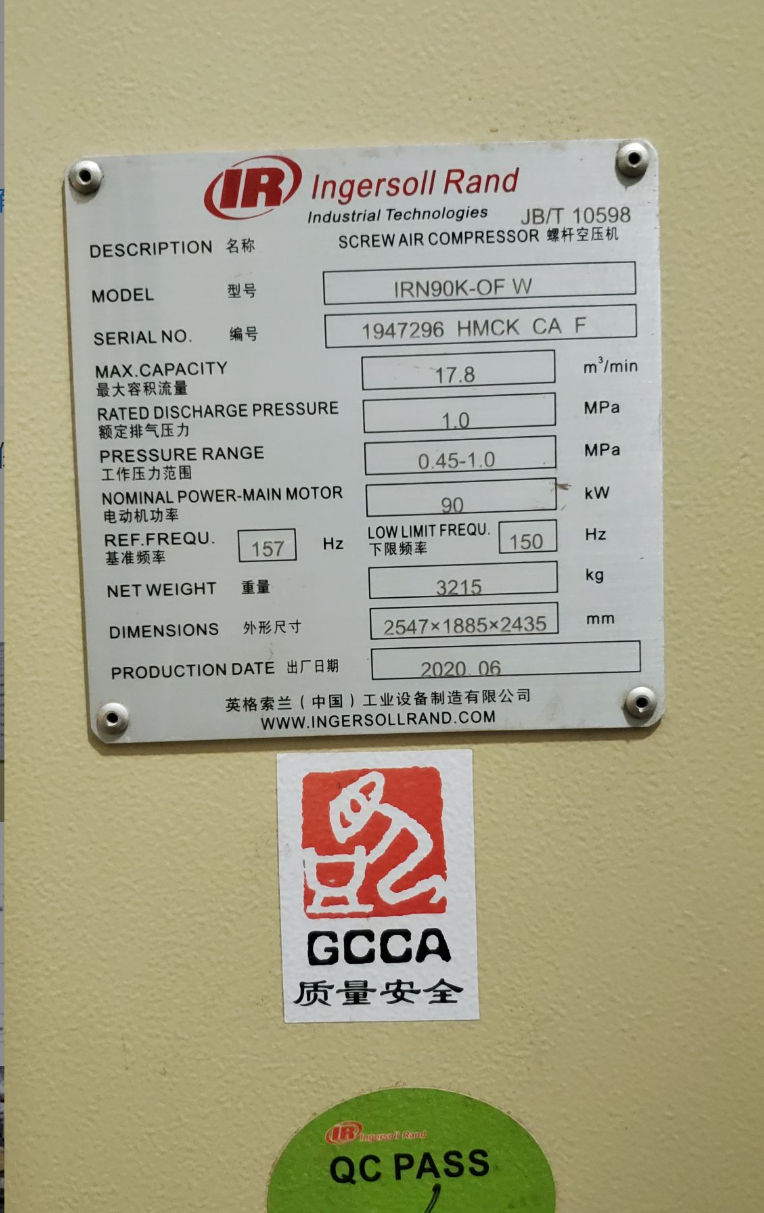 IR Ingersoll Rand
Industrial Technologies JB/T 10598
DESCRIPTION 名称 SCREW AIR COMPRESSOR 螺杆空压机
MODEL 型号 IRN90K-OF W
SERIAL NO. 编号 1947296 HMCK CA F
MAX.CAPACITY 17.8 m³/min
最大容积流量
RATED DISCHARGE PRESSURE 1.0 MPa
额定排气压力
PRESSURE RANGE 0.45-1.0 MPa
工作压力范围
NOMINAL POWER-MAIN MOTOR 90 kW
电动机功率
REF.FREQU. 157 Hz LOW LIMIT FREQU. 150 Hz
基准频率 下限频率
NET WEIGHT 重量 3215 kg
DIMENSIONS 外形尺寸 2547×1885×2435 mm
PRODUCTION DATE 出厂日期 2020 06
英格索兰（中国）工业设备制造有限公司
WWW.INGERSOLLRAND.COM
GCCA
质量安全
IR Ingersoll Rand
QC PASS